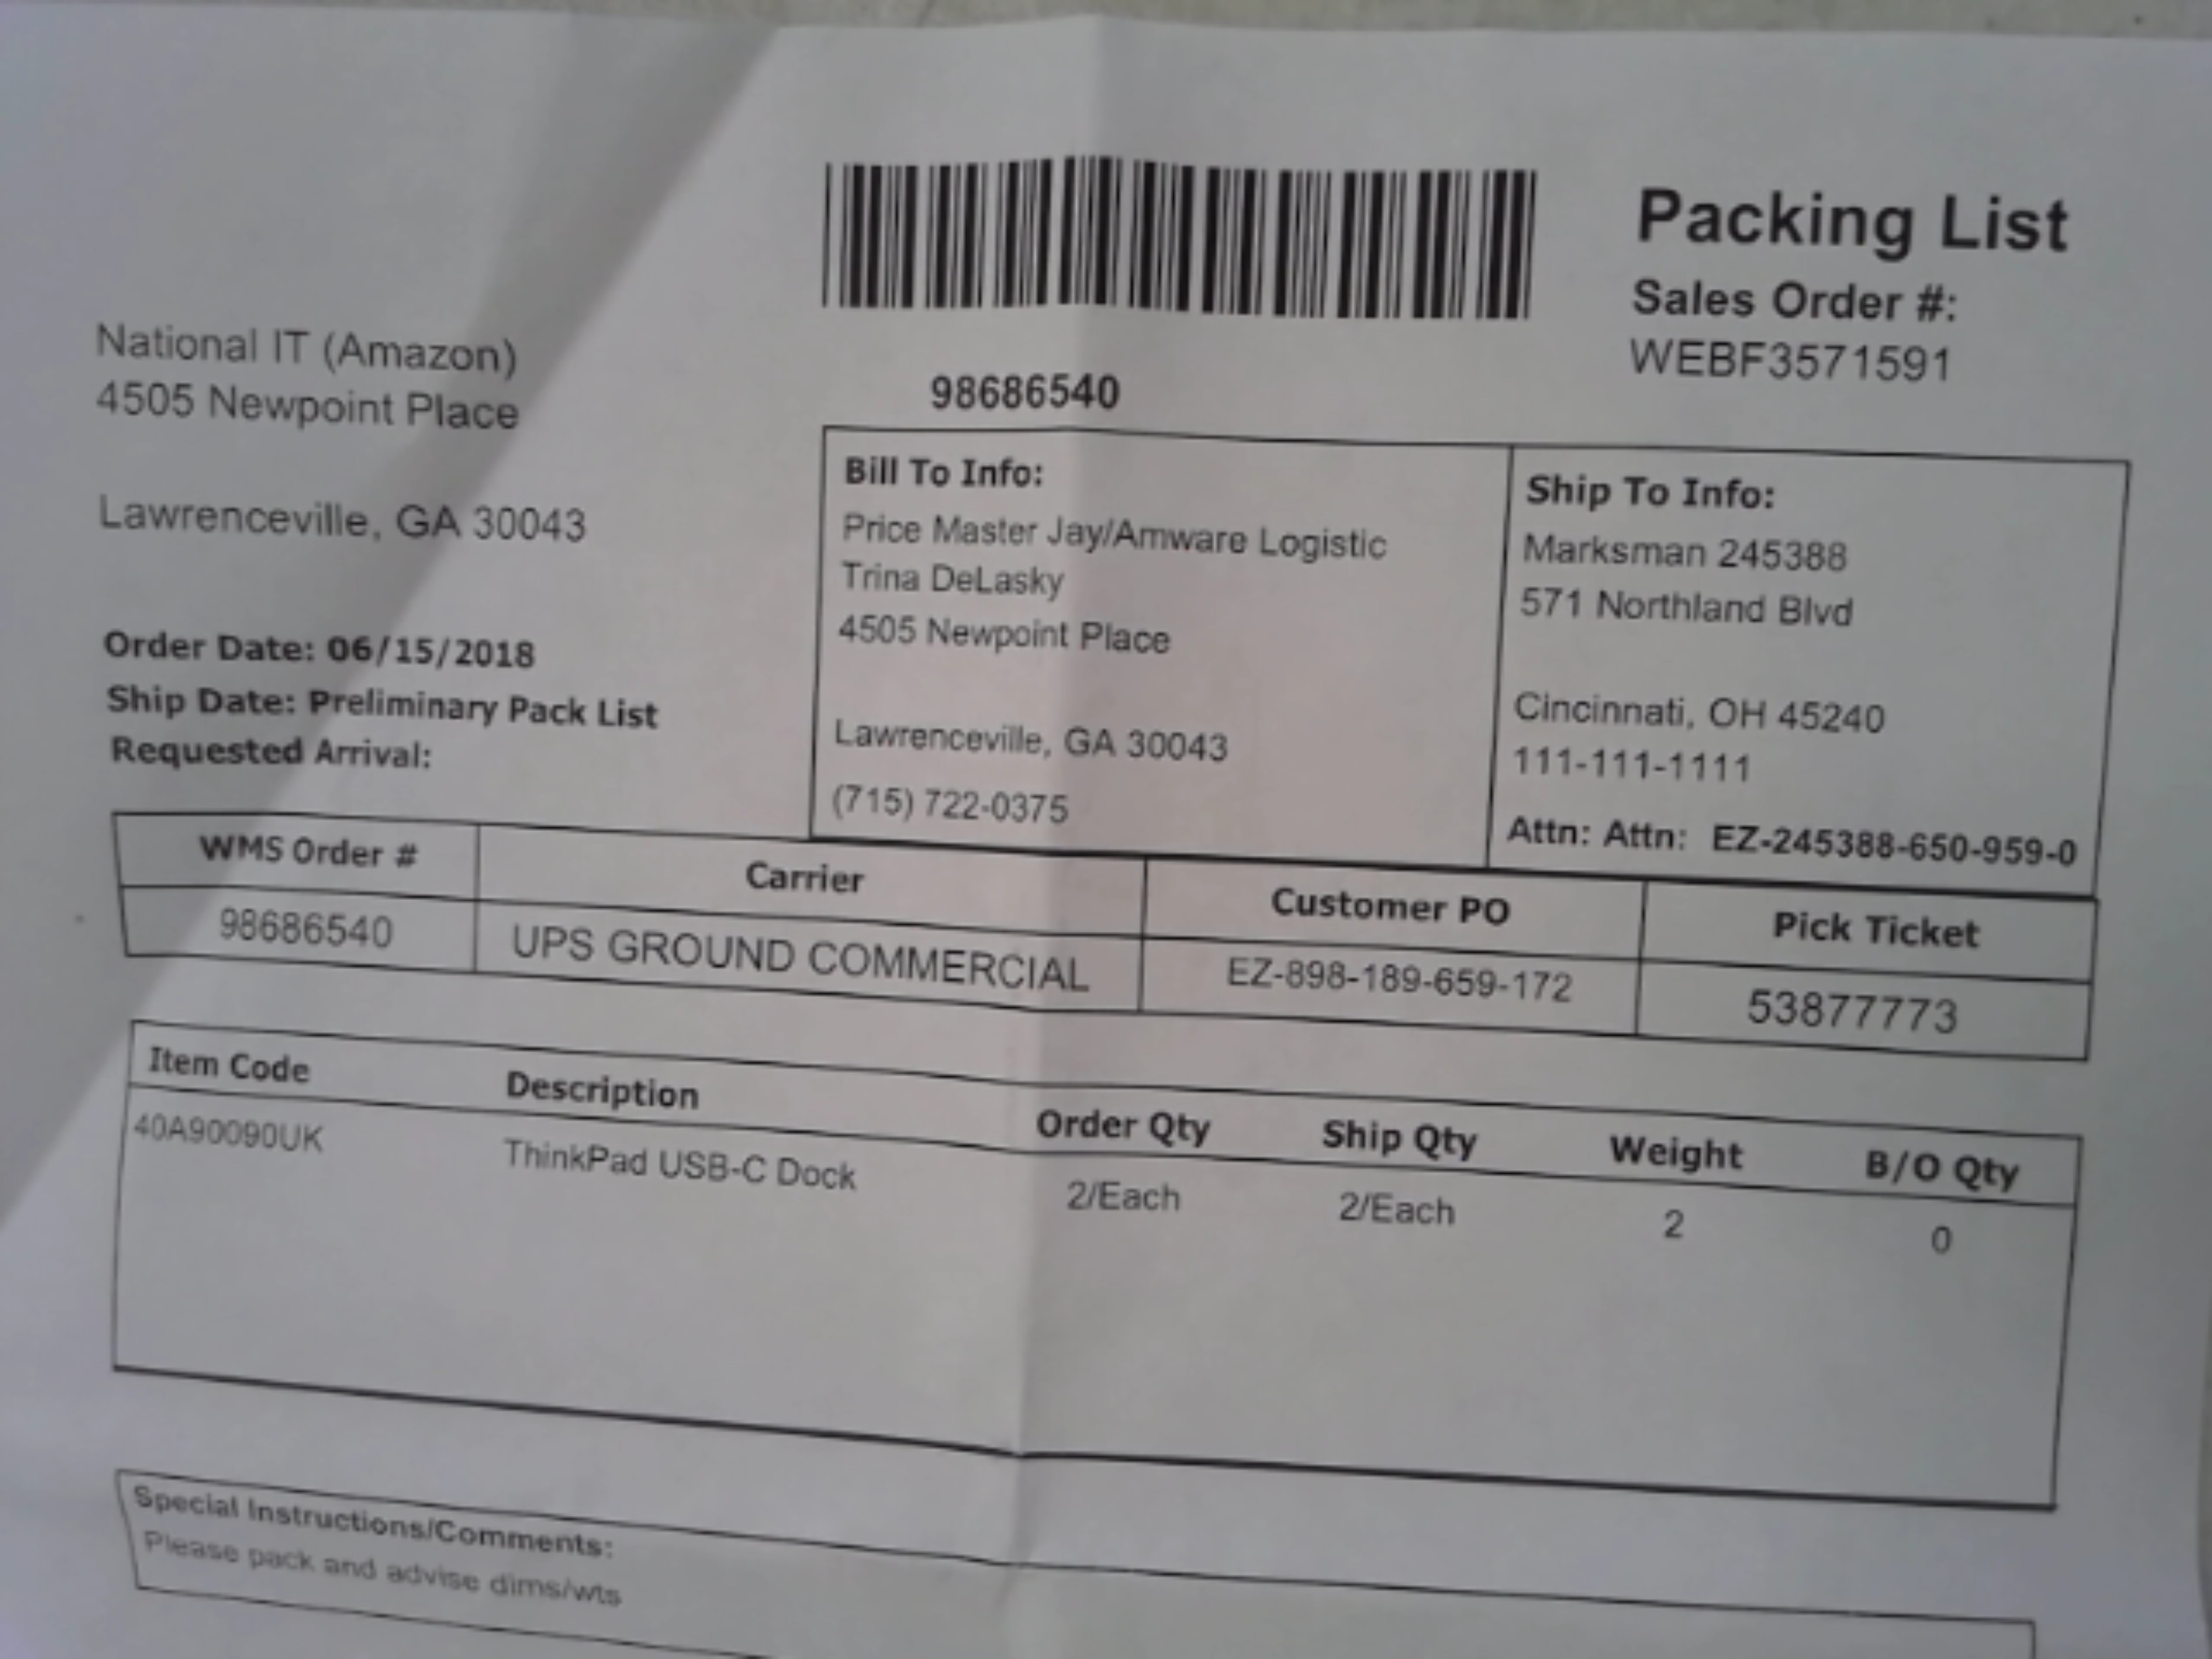 Packing List
Sales Order #:
WEBF3571591
98686540
National IT (Amazon)
4505 Newpoint Place
Lawrenceville, GA 30043
Order Date: 06/15/2018
Ship Date: Preliminary Pack List
Requested Arrival:
Bill To Info:
Price Master Jay/Amware Logistic
Trina DeLasky
4505 Newpoint Place
Lawrenceville, GA 30043
(715) 722-0375
Ship To Info:
Marksman 245388
571 Northland Blvd
Cincinnati, OH 45240
111-111-1111
Attn: Attn: EZ-245388-650-959-0
WMS Order # Carrier Customer PO Pick Ticket
98686540 UPS GROUND COMMERCIAL EZ-898-189-659-172 53877773
Item Code Description Order Qty Ship Qty Weight B/O Qty
40A90090UK ThinkPad USB-C Dock 2/Each 2/Each 2 0
Special Instructions/Comments:
Please pack and advise dims/wts